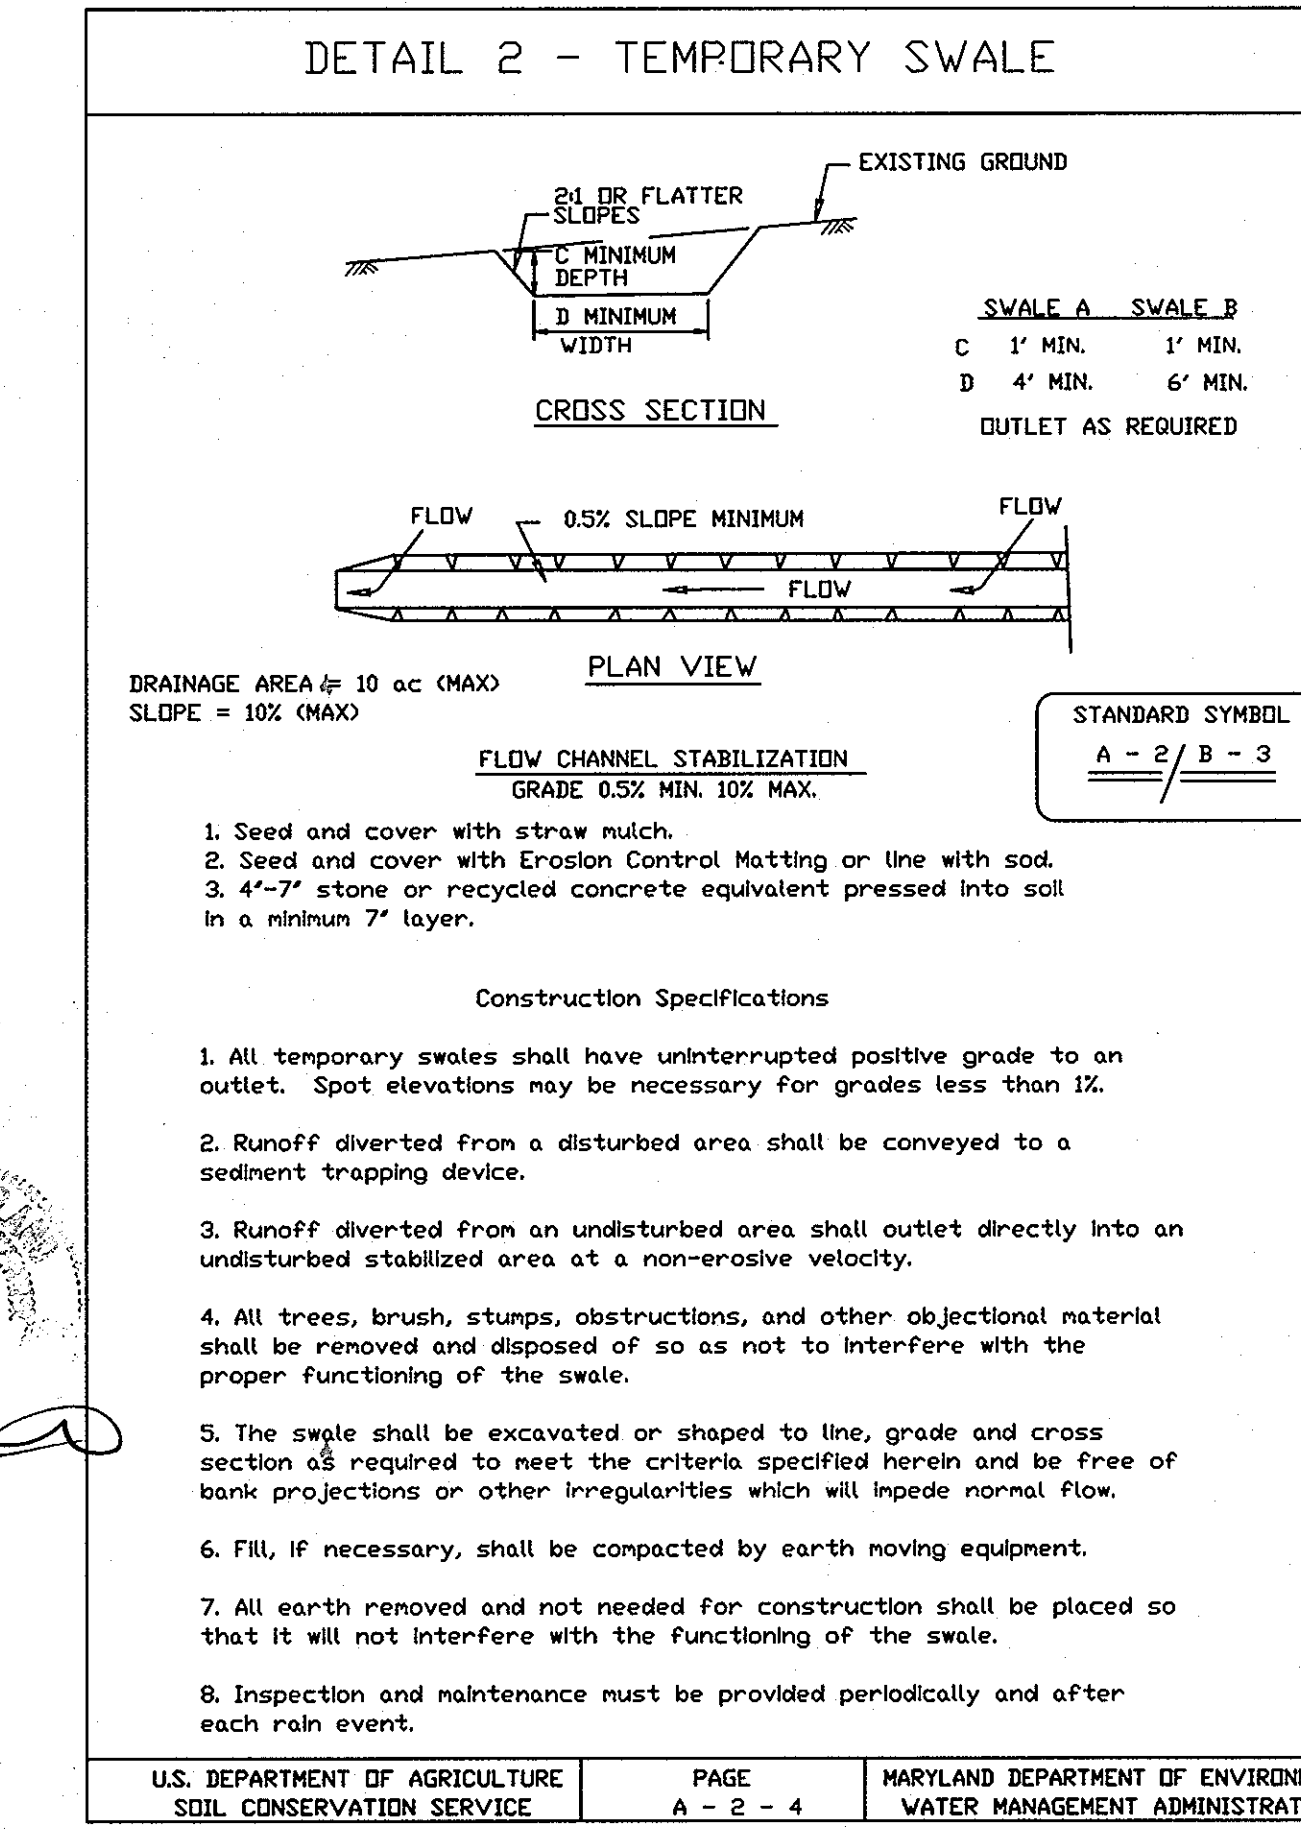 DETAIL 2 - TEMPORARY SWALE
EXISTING GROUND
2:1 OR FLATTER
SLOPES
C MINIMUM
DEPTH
D MINIMUM
WIDTH
CROSS SECTION
SWALE A SWALE B
C 1' MIN. 1' MIN.
D 4' MIN. 6' MIN.
OUTLET AS REQUIRED
FLOW
0.5% SLOPE MINIMUM
FLOW
FLOW
PLAN VIEW
DRAINAGE AREA = 10 ac (MAX)
SLOPE = 10% (MAX)
STANDARD SYMBOL
A - 2 / B - 3
FLOW CHANNEL STABILIZATION
GRADE 0.5% MIN. 10% MAX.
1. Seed and cover with straw mulch.
2. Seed and cover with Erosion Control Matting or line with sod.
3. 4"-7" stone or recycled concrete equivalent pressed into soil
in a minimum 7" layer.
Construction Specifications
1. All temporary swales shall have uninterrupted positive grade to an
outlet. Spot elevations may be necessary for grades less than 1%.
2. Runoff diverted from a disturbed area shall be conveyed to a
sediment trapping device.
3. Runoff diverted from an undisturbed area shall outlet directly into an
undisturbed stabilized area at a non-erosive velocity.
4. All trees, brush, stumps, obstructions, and other objectional material
shall be removed and disposed of so as not to interfere with the
proper functioning of the swale.
5. The swale shall be excavated or shaped to line, grade and cross
section as required to meet the criteria specified herein and be free of
bank projections or other irregularities which will impede normal flow.
6. Fill, if necessary, shall be compacted by earth moving equipment.
7. All earth removed and not needed for construction shall be placed so
that it will not interfere with the functioning of the swale.
8. Inspection and maintenance must be provided periodically and after
each rain event.
U.S. DEPARTMENT OF AGRICULTURE
SOIL CONSERVATION SERVICE
PAGE
A - 2 - 4
MARYLAND DEPARTMENT OF ENVIRON
WATER MANAGEMENT ADMINISTRAT